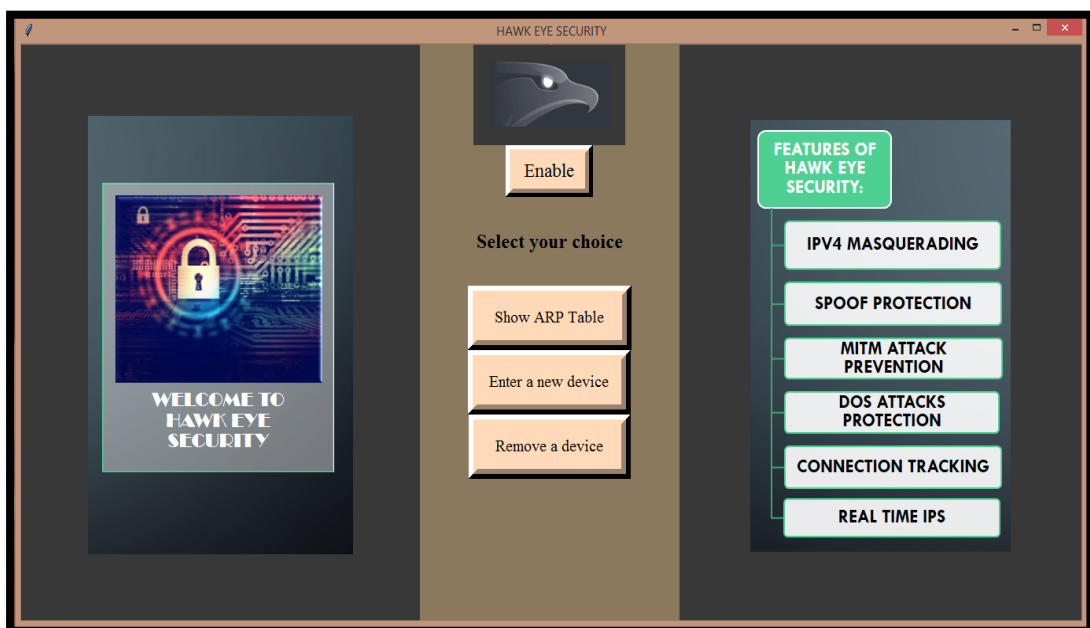 HAWK EYE SECURITY
WELCOME TO
HAWK EYE
SECURITY
Enable
Select your choice
Show ARP Table
Enter a new device
Remove a device
FEATURES OF
HAWK EYE
SECURITY:
IPV4 MASQUERADING
SPOOF PROTECTION
MITM ATTACK
PREVENTION
DOS ATTACKS
PROTECTION
CONNECTION TRACKING
REAL TIME IPS